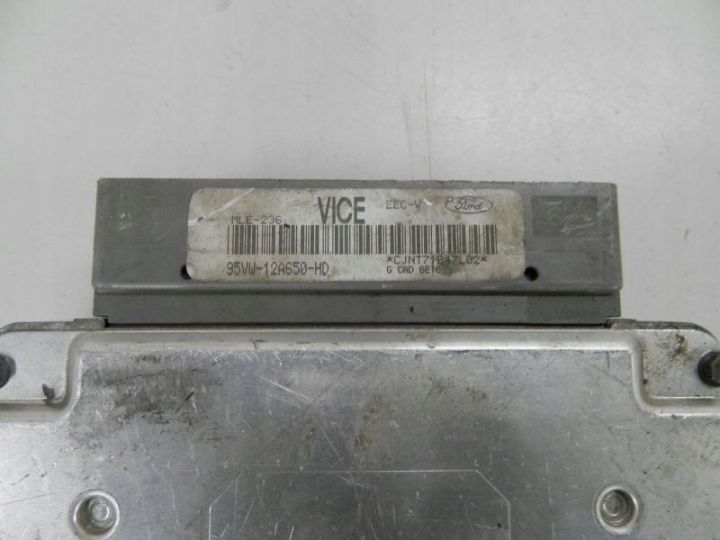 MLE-236 VICE EEC-V Ford
95VW-12A650-HD *CJNT71847L02*
G CAD 6E16